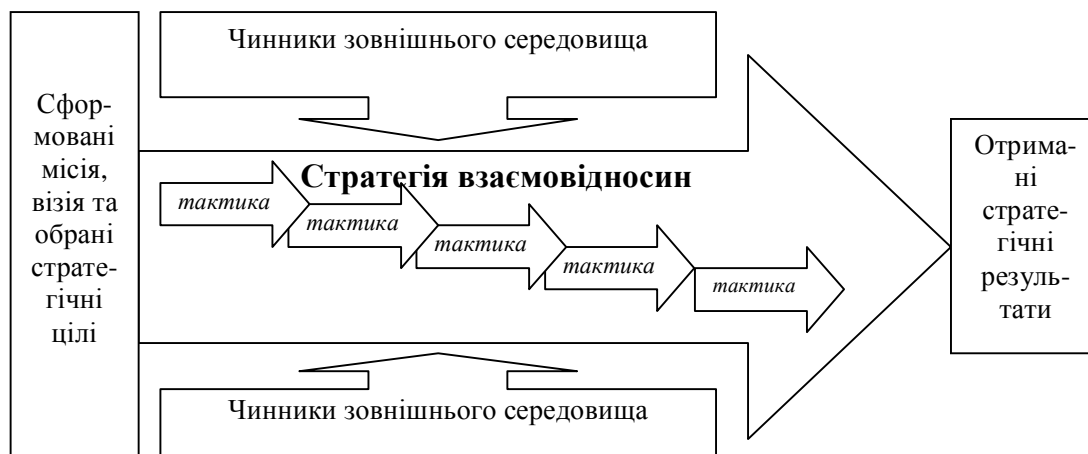 Чинники зовнішнього середовища
Сфор-
мовані
місія,
візія та
обрані
страте-
гічні
цілі
Стратегія взаємовідносин
тактика
тактика
тактика
тактика
тактика
Чинники зовнішнього середовища
Отрима-
ні
страте-
гічні
резуль-
тати